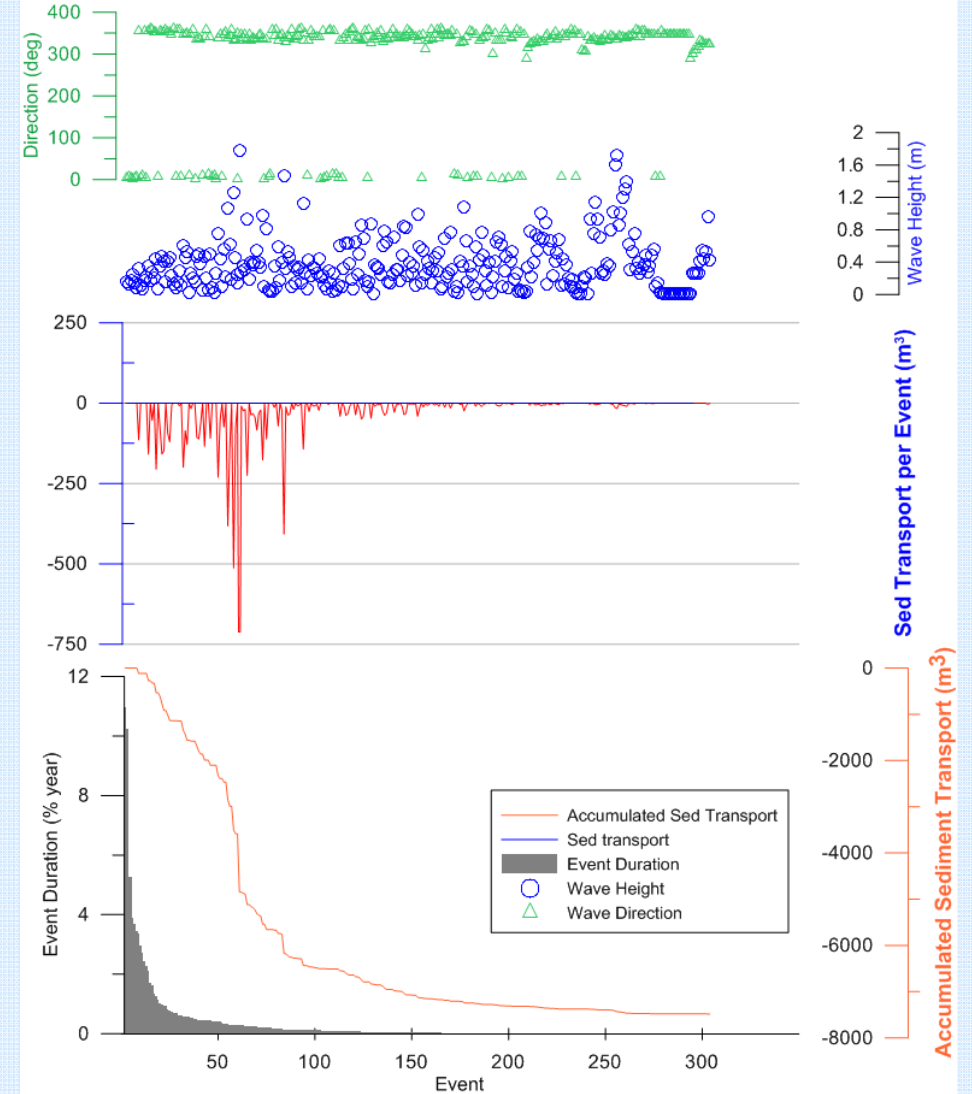 400
300
200
100
0
Direction (deg)
2
1.6
1.2
0.8
0.4
0
Wave Height (m)
250
0
-250
-500
-750
Sed Transport per Event (m³)
12
8
4
0
Event Duration (% year)
0
-2000
-4000
-6000
-8000
Accumulated Sediment Transport (m³)
Accumulated Sed Transport
Sed transport
Event Duration
Wave Height
Wave Direction
50 100 150 200 250 300
Event